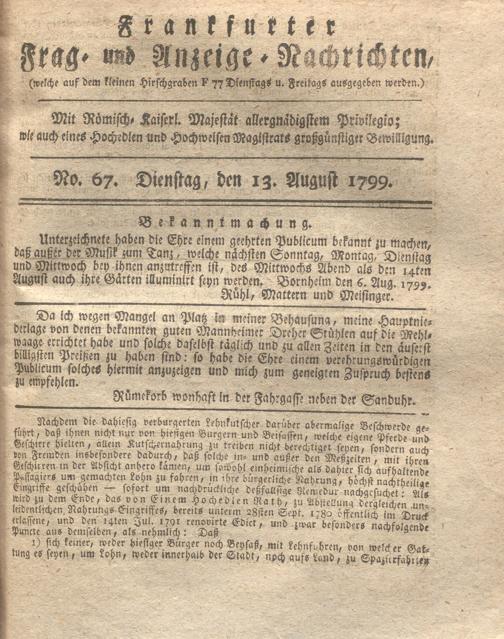 Frankfurter
Frag- und Anzeige-Nachrichten,
(welche auf dem kleinen Hirschgraben F 77 Dienstags u. Freitags ausgegeben werden.)
Mit Römisch-Kaiserl. Majestät allergnädigstem Privilegio;
wie auch eines Hochedlen und Hochweisen Magistrats großgünstiger Bewilligung.
No. 67. Dienstag, den 13. August 1799.
Bekanntmachung.
Unterzeichnete haben die Ehre einem geehrten Publicum bekannt zu machen,
daß außer der Musik zum Tanz, welche nächsten Sonntag, Montag, Dienstag
und Mittwoch bey ihnen anzutreffen ist, des Mittwochs Abend als den 14ten
August auch ihre Gärten illuminirt seyn werden. Bornheim den 6. Aug. 1799.
Rühl, Mattern und Meisinger.
Da ich wegen Mangel an Platz in meiner Behausung, meine Hauptnie-
derlage von denen bekannten guten Mannheimer Dreher Stühlen auf die Mehl-
waage errichtet habe und solche daselbst täglich und zu allen Zeiten in den äuserst
billigsten Preißen zu haben sind: so habe die Ehre einem verehrungswürdigen
Publicum solches hiermit anzuzeigen und mich zum geneigten Zuspruch bestens
zu empfehlen.
Rümekorb wonhaft in der Fahrgasse neben der Sanduhr.
Nachdem die dahiesig verburgerten Lehnkutscher darüber abermalige Beschwerde ge-
führt, daß ihnen nicht nur von hiesigen Burgern und Beisassen, welche eigene Pferde und
Geschirre hielten, allein Kutschernahrung zu treiben nicht berechtiget seyen, sondern auch
von Fremden insbesondere dadurch, daß solche in- und außer den Meßzeiten, mit ihren
Geschirren in der Absicht anhero kämen, um sowohl einheimische als dahier sich aufhaltende
Passagiers um gemachten Lohn zu fahren, in ihre bürgerliche Nahrung, höchst nachtheilige
Eingriffe geschähen — sofort um nachdrückliche desfallsige Remedur nachgesucht: Als
wird zu dem Ende, das von Einem Hochedlen Rath, zu Abstellung dergleichen un-
leidentlichen Nahrungs-Eingriffes, bereits unterm 28sten Sept. 1780 öffentlich im Druck
erlassene, und den 14ten Jul. 1791 renovirte Edict, und zwar besonders nachfolgende
Puncte aus demselben, als nehmlich: Daß
1) sich keiner, weder hiesiger Bürger noch Beysaß, mit Lehnfuhren, von welcher Gat-
tung es seyen, um Lohn, weder innerhalb der Stadt, noch aufs Land, zu Spazierfahrten